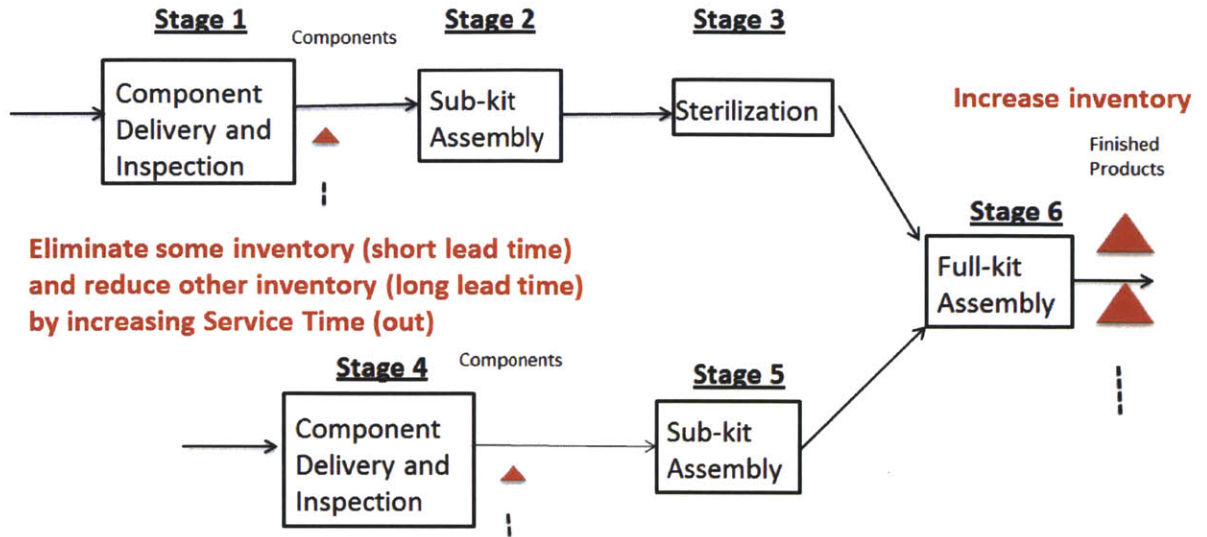 Stage 1
Components
Stage 2
Stage 3
Component
Delivery and
Inspection
Sub-kit
Assembly
Sterilization
Increase inventory
Finished
Products
Stage 6
Full-kit
Assembly
Eliminate some inventory (short lead time)
and reduce other inventory (long lead time)
by increasing Service Time (out)
Stage 4
Components
Stage 5
Component
Delivery and
Inspection
Sub-kit
Assembly